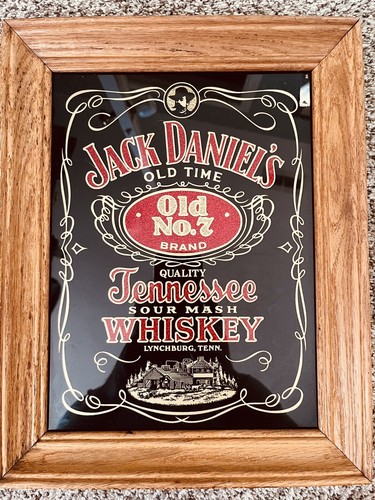 JACK DANIEL'S
OLD TIME
Old
No.7
BRAND
QUALITY
Tennessee
SOUR MASH
WHISKEY
LYNCHBURG, TENN.